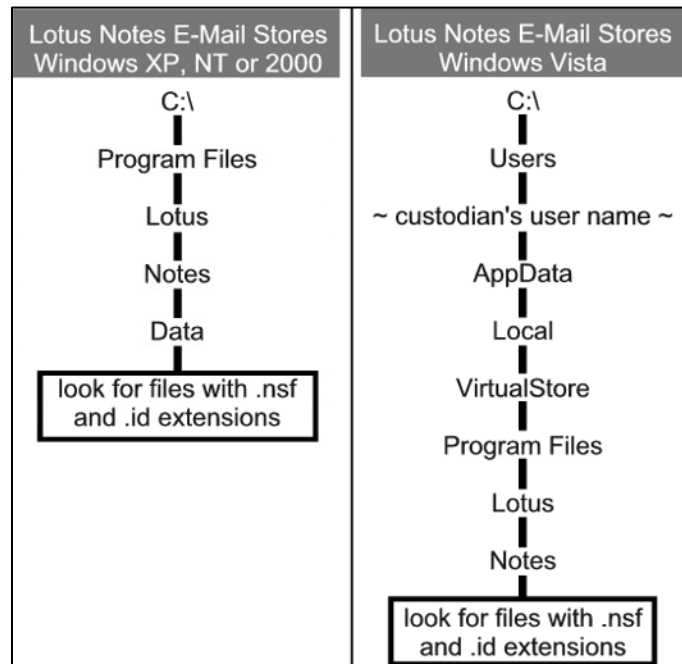 Lotus Notes E-Mail Stores
Windows XP, NT or 2000
C:\
Program Files
Lotus
Notes
Data
look for files with .nsf
and .id extensions
Lotus Notes E-Mail Stores
Windows Vista
C:\
Users
~ custodian's user name ~
AppData
Local
VirtualStore
Program Files
Lotus
Notes
look for files with .nsf
and .id extensions